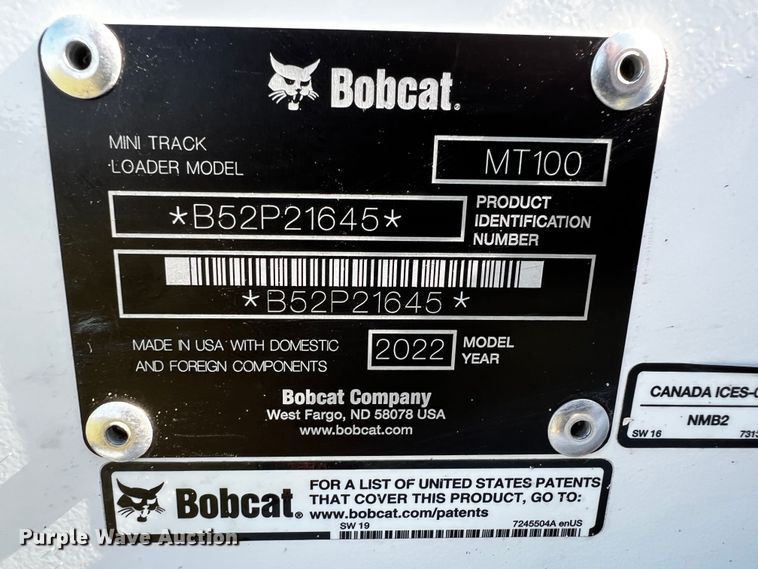 Bobcat.
MINI TRACK
LOADER MODEL
MT100
*B52P21645*
PRODUCT
IDENTIFICATION
NUMBER
*B52P21645*
MADE IN USA WITH DOMESTIC
AND FOREIGN COMPONENTS
2022
MODEL
YEAR
Bobcat Company
West Fargo, ND 58078 USA
www.bobcat.com
CANADA ICES-0
NMB2
SW 16
7313
Bobcat®
FOR A LIST OF UNITED STATES PATENTS
THAT COVER THIS PRODUCT, GO TO:
www.bobcat.com/patents
SW 19
7245504A enUS
Purple Wave Auction